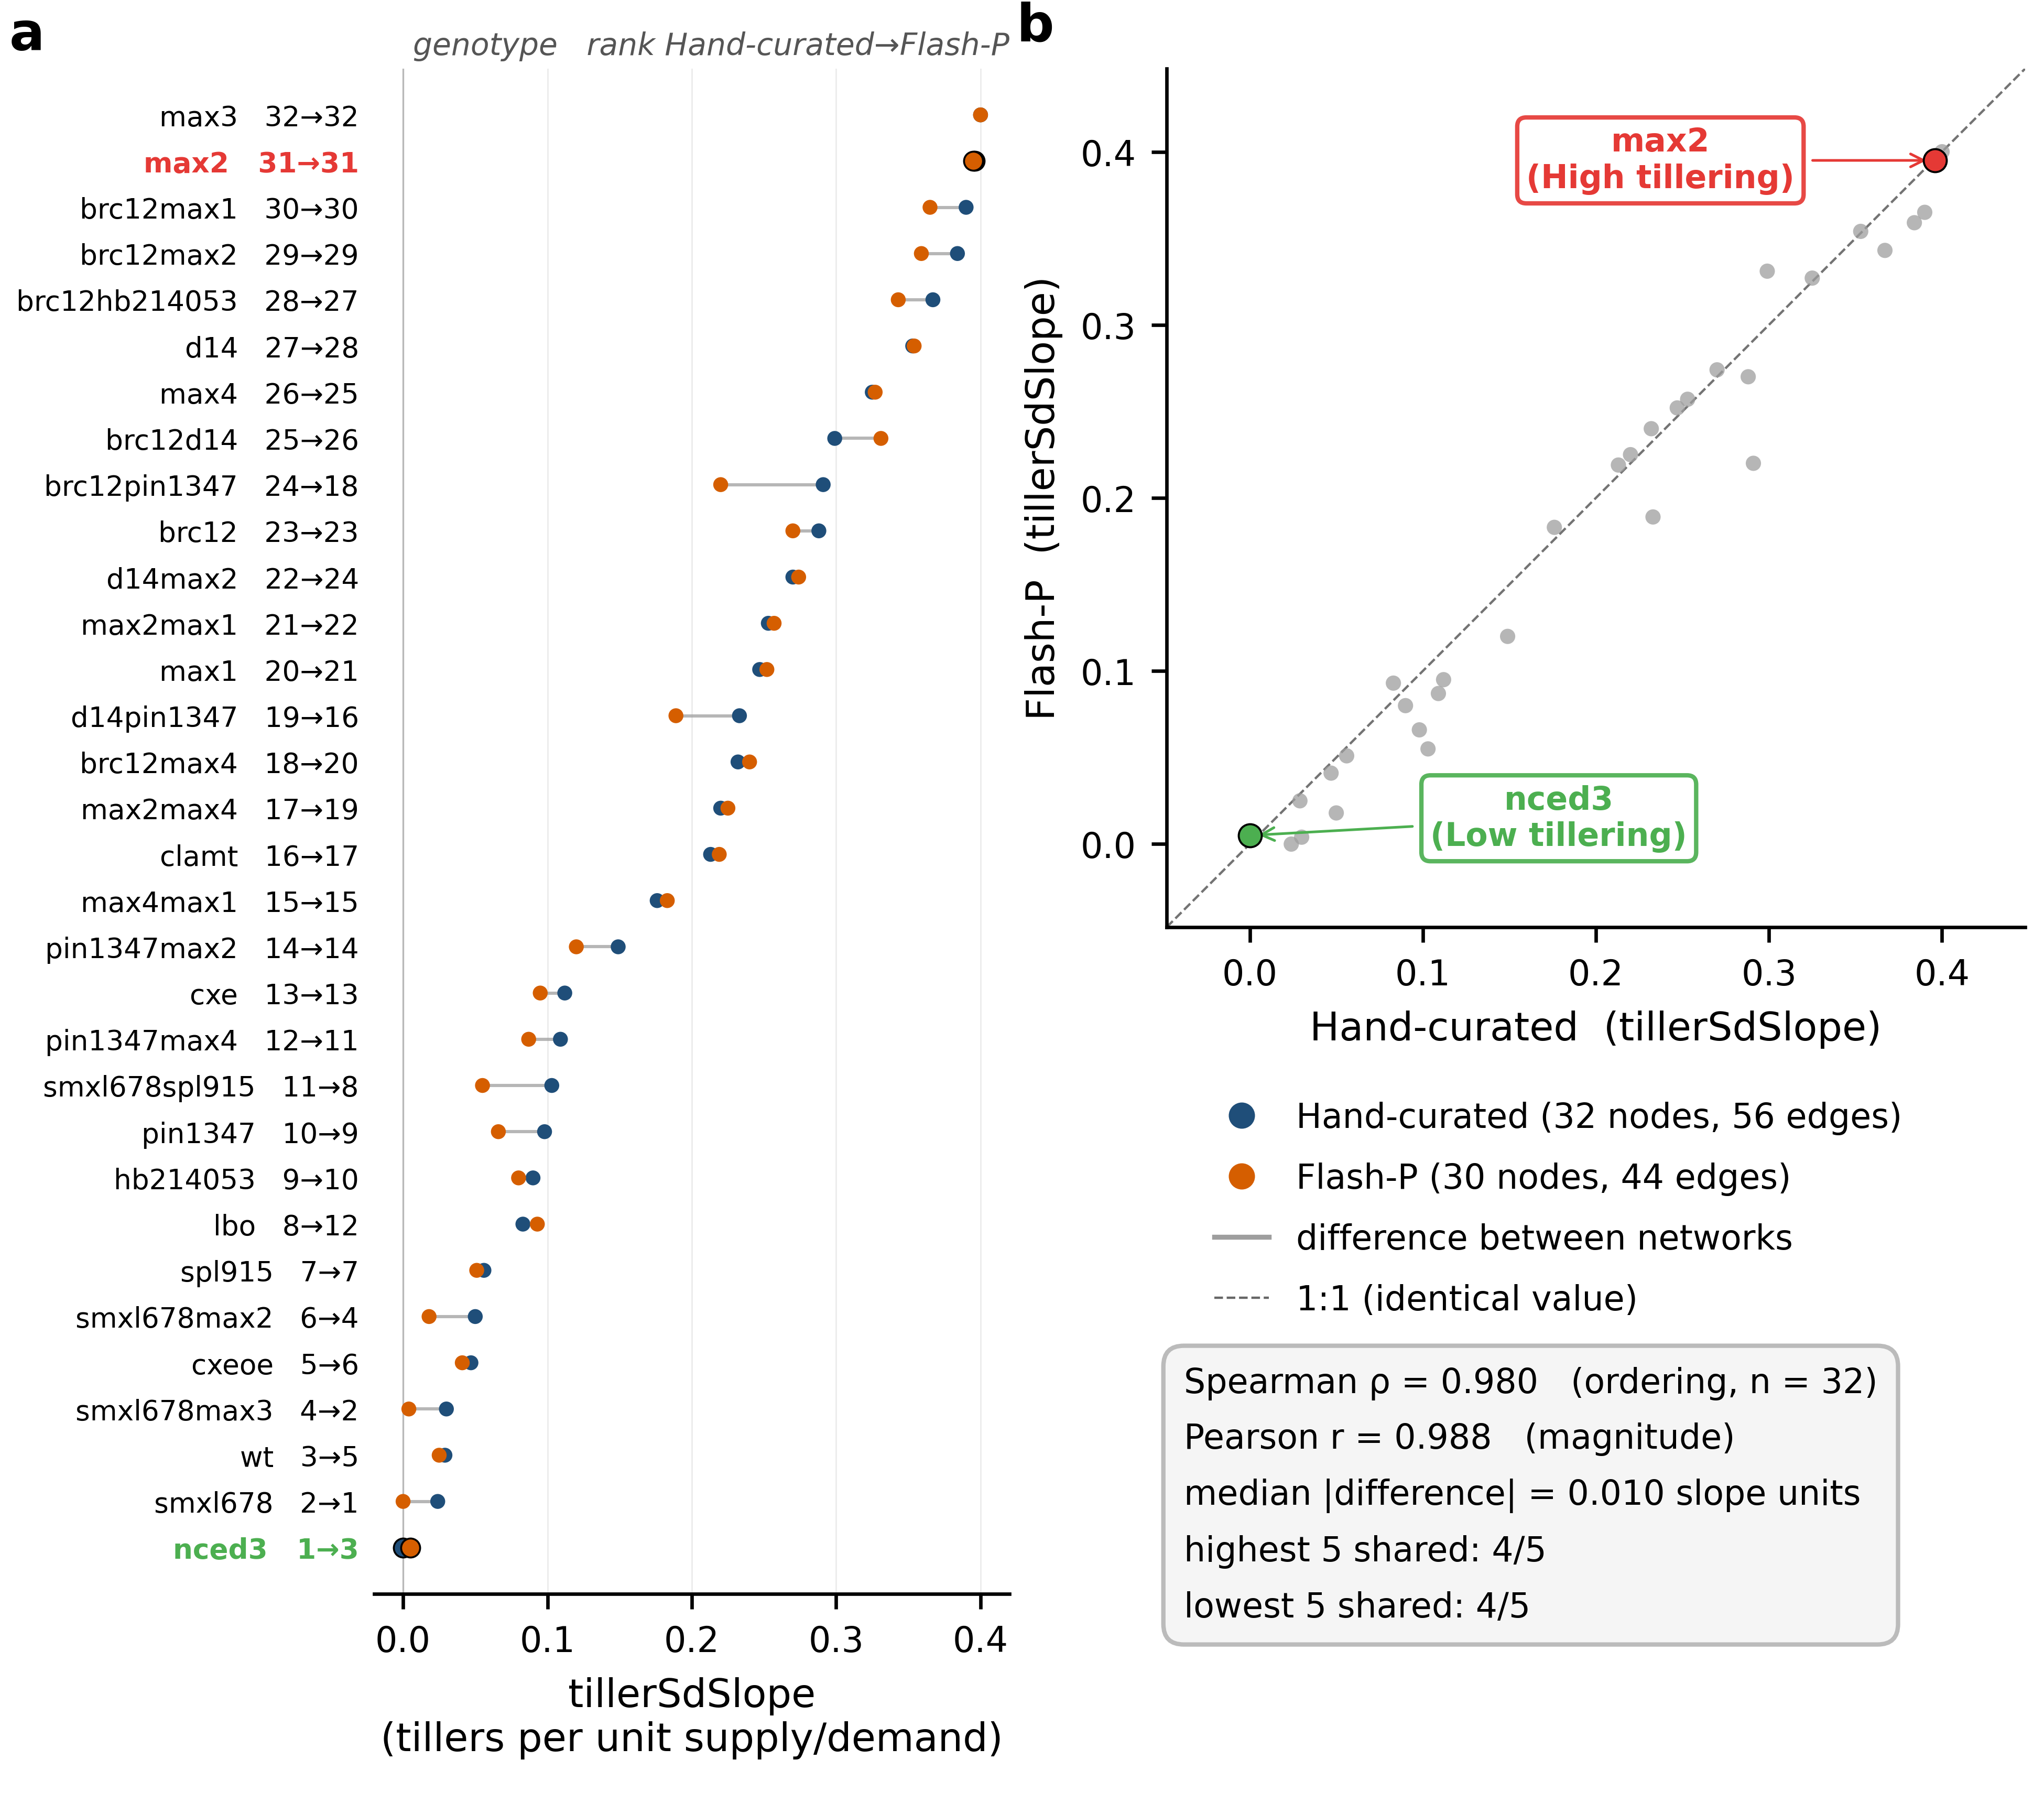 a
genotype   rank Hand-curated→Flash-P
max3   32→32
max2   31→31
brc12max1   30→30
brc12max2   29→29
brc12hb214053   28→27
d14   27→28
max4   26→25
brc12d14   25→26
brc12pin1347   24→18
brc12   23→23
d14max2   22→24
max2max1   21→22
max1   20→21
d14pin1347   19→16
brc12max4   18→20
max2max4   17→19
clamt   16→17
max4max1   15→15
pin1347max2   14→14
cxe   13→13
pin1347max4   12→11
smxl678spl915   11→8
pin1347   10→9
hb214053   9→10
lbo   8→12
spl915   7→7
smxl678max2   6→4
cxeoe   5→6
smxl678max3   4→2
wt   3→5
smxl678   2→1
nced3   1→3
0.0   0.1   0.2   0.3   0.4
tillerSdSlope
(tillers per unit supply/demand)
b
Flash-P  (tillerSdSlope)
0.4
0.3
0.2
0.1
0.0
max2
(High tillering)
nced3
(Low tillering)
0.0   0.1   0.2   0.3   0.4
Hand-curated  (tillerSdSlope)
Hand-curated (32 nodes, 56 edges)
Flash-P (30 nodes, 44 edges)
difference between networks
1:1 (identical value)
Spearman ρ = 0.980   (ordering, n = 32)
Pearson r = 0.988   (magnitude)
median |difference| = 0.010 slope units
highest 5 shared: 4/5
lowest 5 shared: 4/5